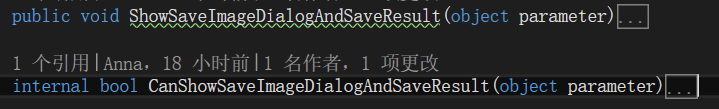 public void ShowSaveImageDialogAndSaveResult(object parameter)...
1 个引用|Anna，18 小时前|1 名作者，1 项更改
internal bool CanShowSaveImageDialogAndSaveResult(object parameter)...